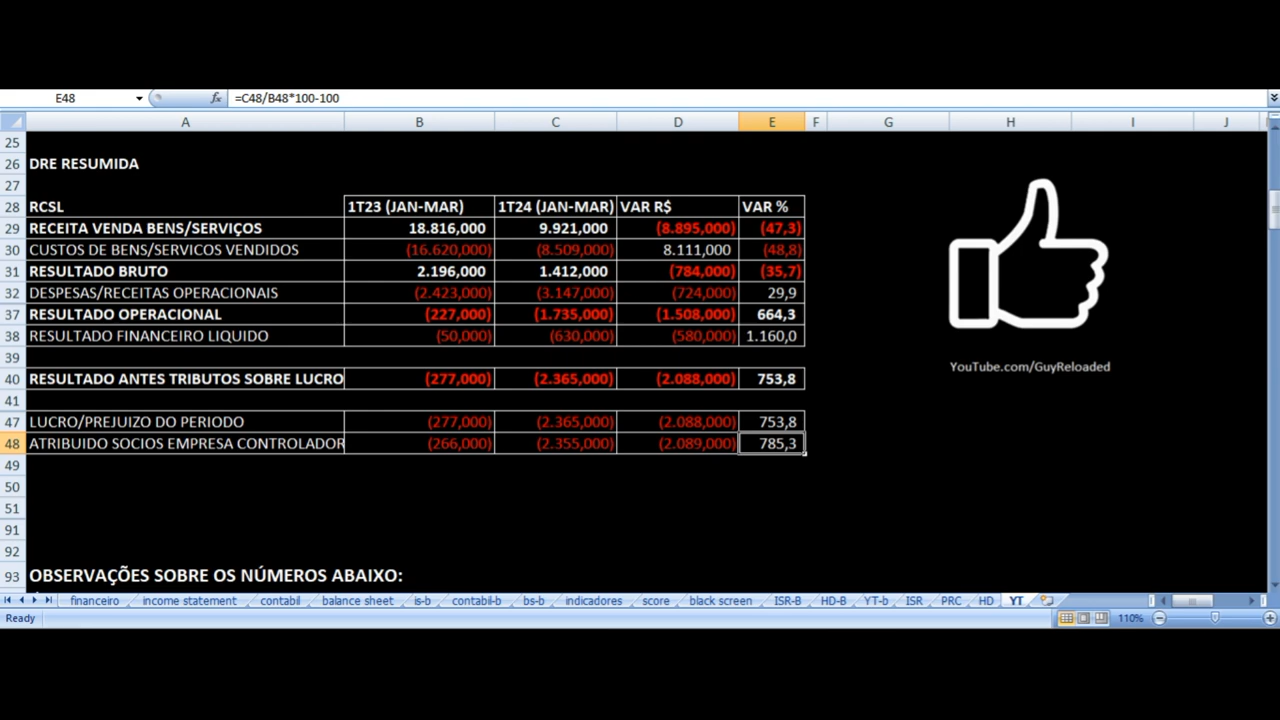 E48 fx =C48/B48*100-100
A B C D E F G H I J
25
26 DRE RESUMIDA
27
28 RCSL 1T23 (JAN-MAR) 1T24 (JAN-MAR) VAR R$ VAR %
29 RECEITA VENDA BENS/SERVIÇOS 18.816,000 9.921,000 (8.895,000) (47,3)
30 CUSTOS DE BENS/SERVICOS VENDIDOS (16.620,000) (8.509,000) 8.111,000 (48,8)
31 RESULTADO BRUTO 2.196,000 1.412,000 (784,000) (35,7)
32 DESPESAS/RECEITAS OPERACIONAIS (2.423,000) (3.147,000) (724,000) 29,9
37 RESULTADO OPERACIONAL (227,000) (1.735,000) (1.508,000) 664,3
38 RESULTADO FINANCEIRO LIQUIDO (50,000) (630,000) (580,000) 1.160,0
YouTube.com/GuyReloaded
39
40 RESULTADO ANTES TRIBUTOS SOBRE LUCRO (277,000) (2.365,000) (2.088,000) 753,8
41
47 LUCRO/PREJUIZO DO PERIODO (277,000) (2.365,000) (2.088,000) 753,8
48 ATRIBUIDO SOCIOS EMPRESA CONTROLADOR (266,000) (2.355,000) (2.089,000) 785,3
49
50
51
91
92
93 OBSERVAÇÕES SOBRE OS NÚMEROS ABAIXO:
financeiro income statement contabil balance sheet is-b contabil-b bs-b indicadores score black screen ISR-B HD-B YT-b ISR PRC HD YT
Ready 110%